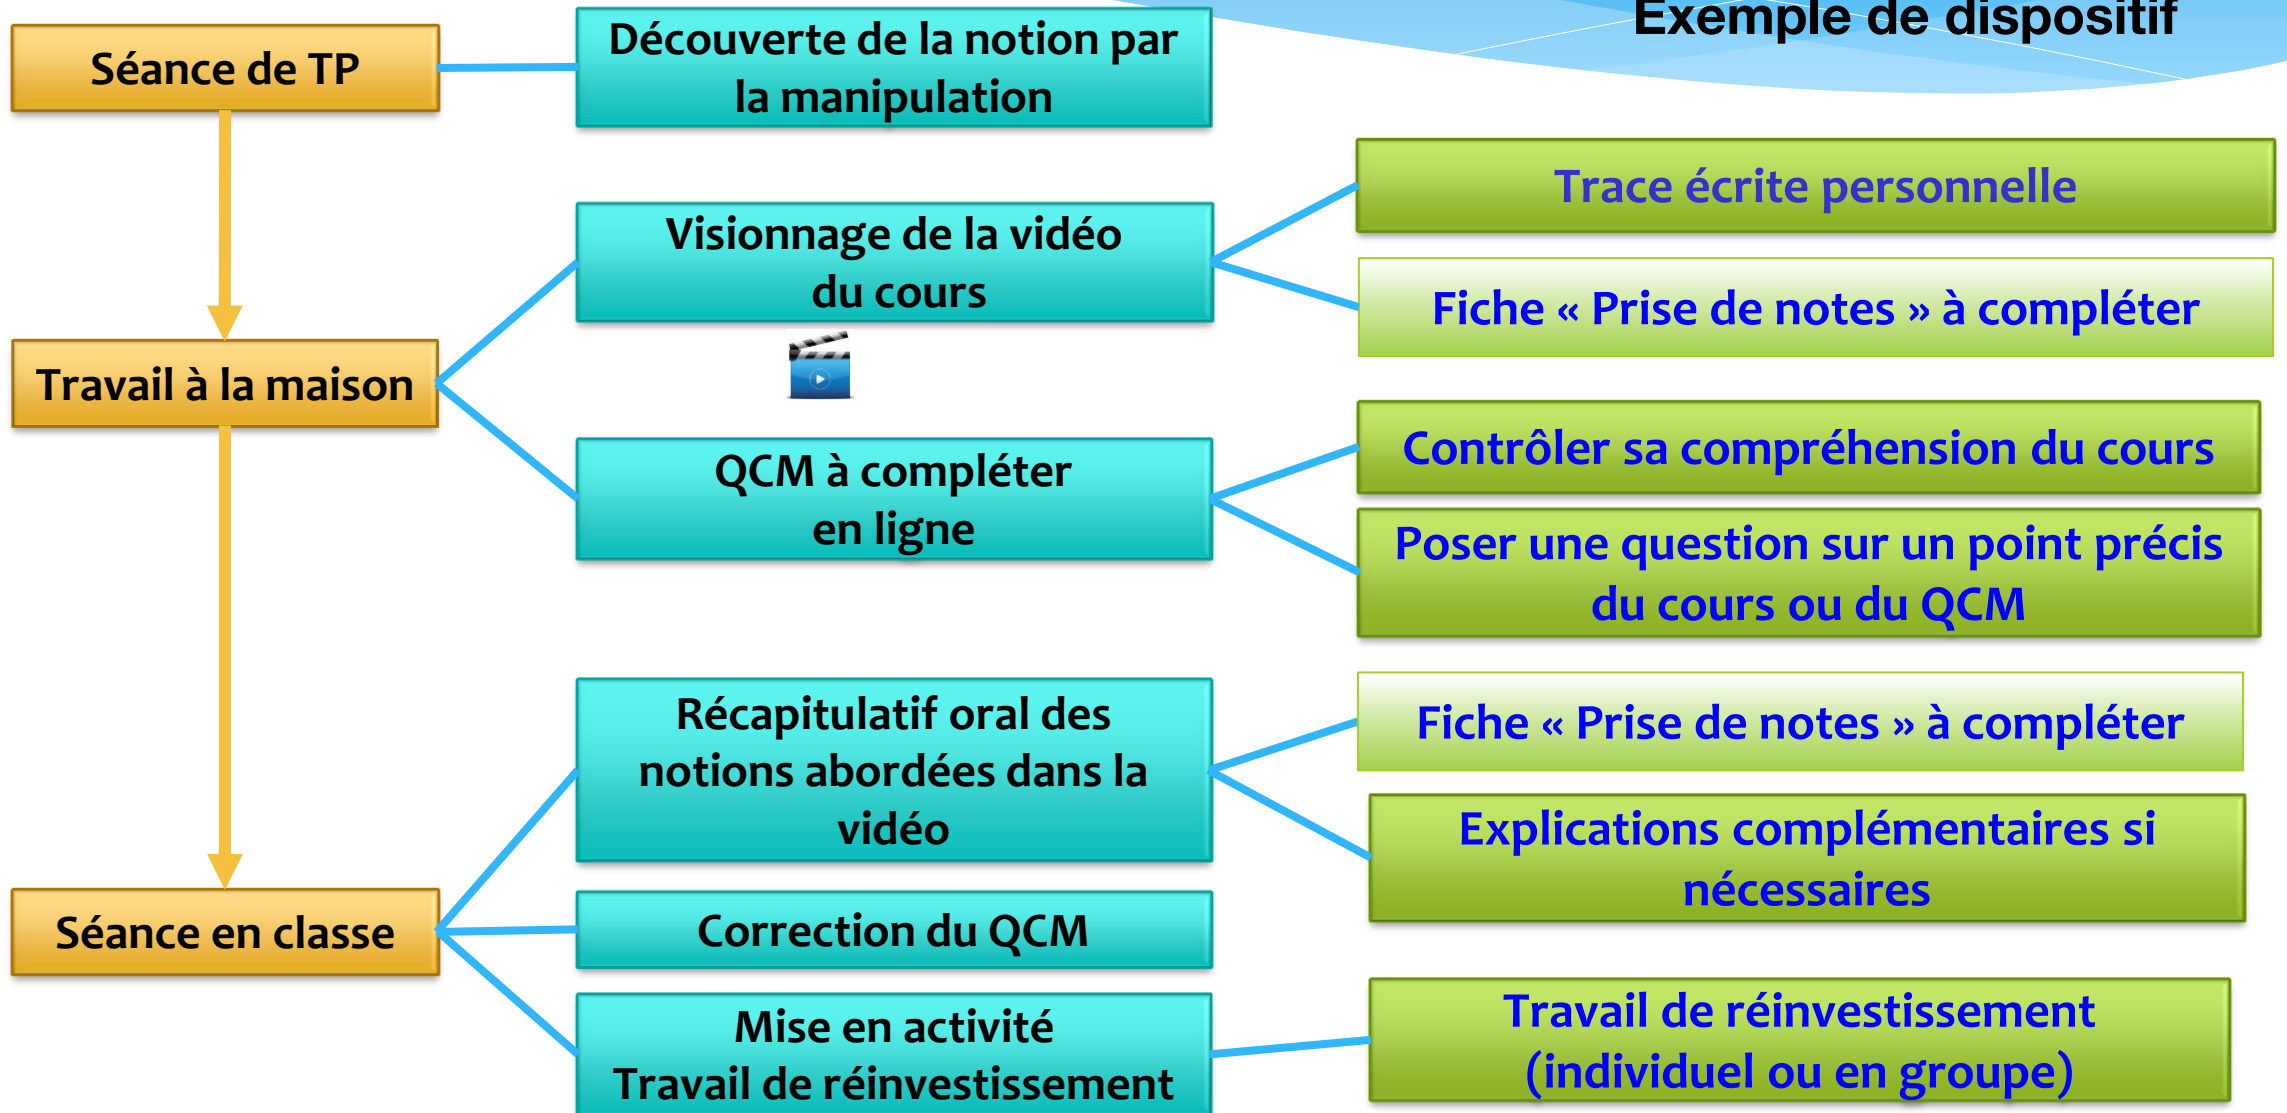 Exemple de dispositif
Séance de TP
Découverte de la notion par
la manipulation
Travail à la maison
Visionnage de la vidéo
du cours
Trace écrite personnelle
Fiche « Prise de notes » à compléter
QCM à compléter
en ligne
Contrôler sa compréhension du cours
Poser une question sur un point précis
du cours ou du QCM
Séance en classe
Récapitulatif oral des
notions abordées dans la
vidéo
Fiche « Prise de notes » à compléter
Explications complémentaires si
nécessaires
Correction du QCM
Mise en activité
Travail de réinvestissement
Travail de réinvestissement
(individuel ou en groupe)